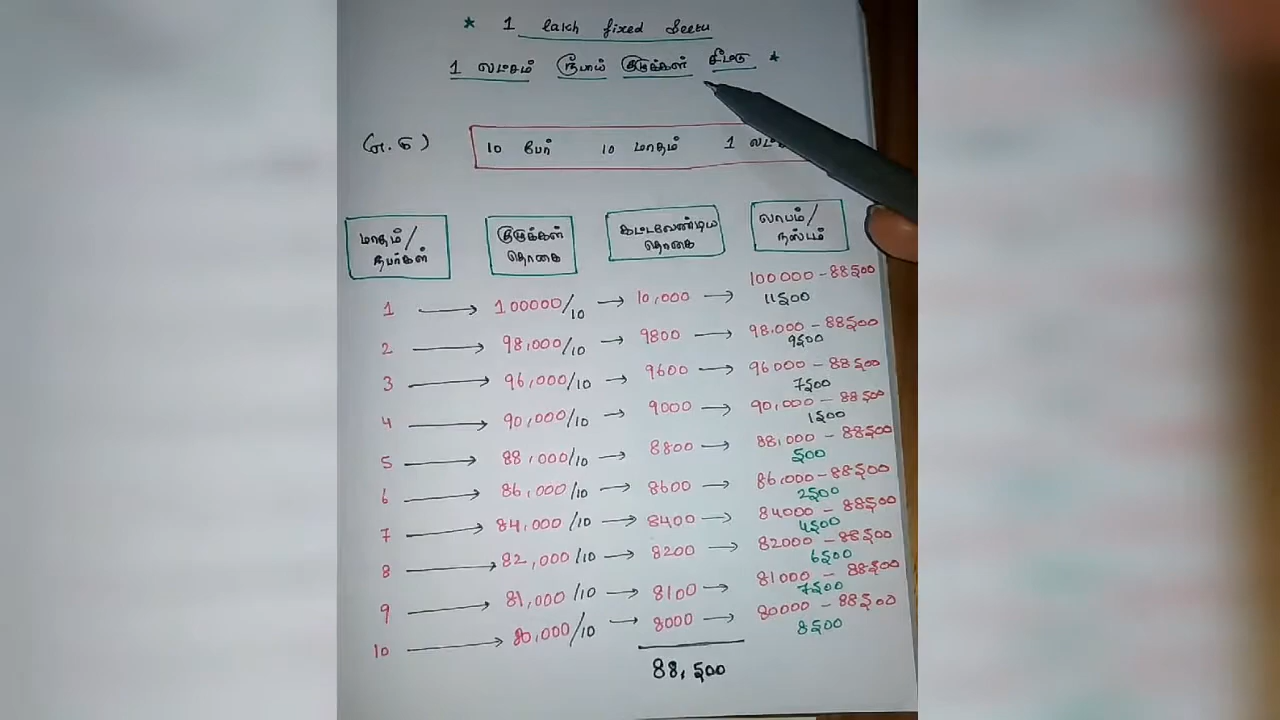 * 1 lakh fixed Seetu
1 லட்சம் ரூபாய் குலுக்கள் சீட்டு *
(எ.கா) 10 பேர் 10 மாதம் 1
மாதம்/ நபர்கள் குலுக்கள் தொகை கட்டவேண்டிய தொகை லாபம்/ நஸ்டம்
1 → 100000/10 → 10,000 → 100000 - 88500
11500
2 → 98,000/10 → 9800 → 98,000 - 88500
9500
3 → 96,000/10 → 9600 → 96000 - 88500
7500
4 → 90,000/10 → 9000 → 90,000 - 88500
1500
5 → 88,000/10 → 8800 → 88,000 - 88500
500
6 → 86,000/10 → 8600 → 86,000 - 88500
2500
7 → 84,000/10 → 8400 → 84000 - 88500
4500
8 → 82,000/10 → 8200 → 82000 - 88500
6500
9 → 81,000/10 → 8100 → 81000 - 88500
7500
10 → 80,000/10 → 8000 → 80000 - 88500
8500
88,500